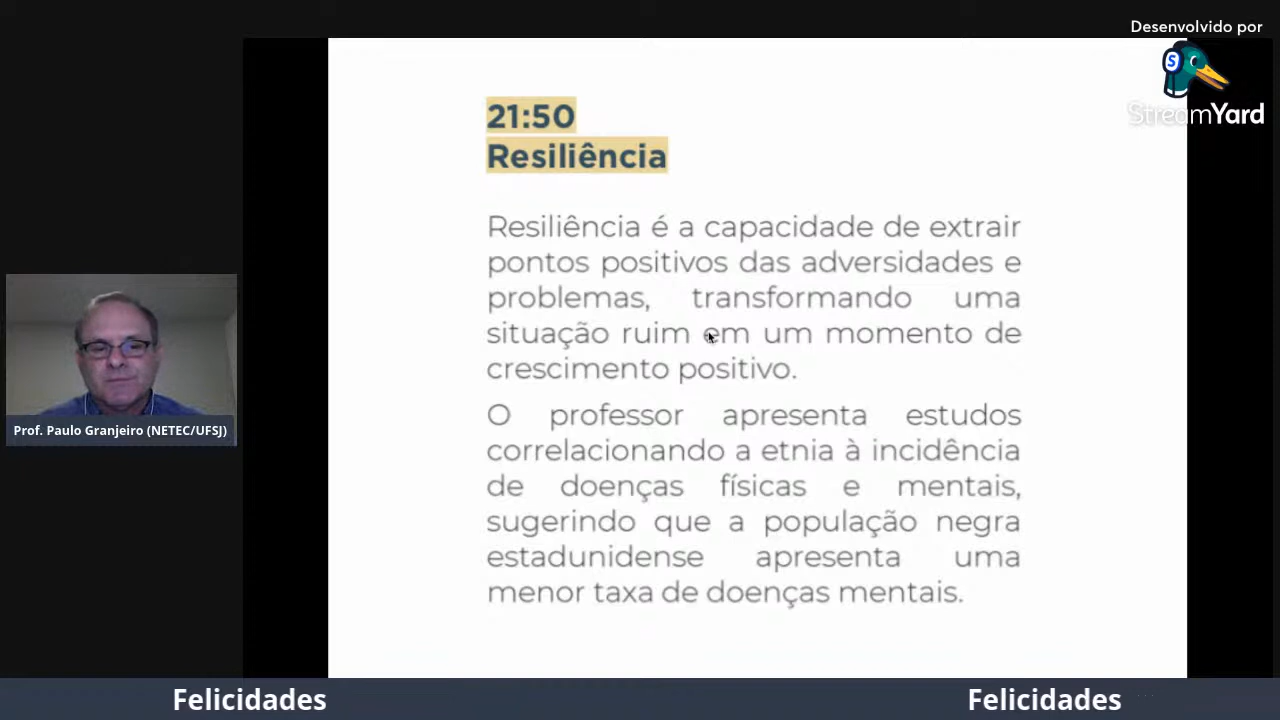 Desenvolvido por
S
StreamYard
21:50
Resiliência
Resiliência é a capacidade de extrair
pontos positivos das adversidades e
problemas, transformando uma
situação ruim em um momento de
crescimento positivo.
O professor apresenta estudos
correlacionando a etnia à incidência
de doenças físicas e mentais,
sugerindo que a população negra
estadunidense apresenta uma
menor taxa de doenças mentais.
Prof. Paulo Granjeiro (NETEC/UFSJ)
Felicidades Felicidades